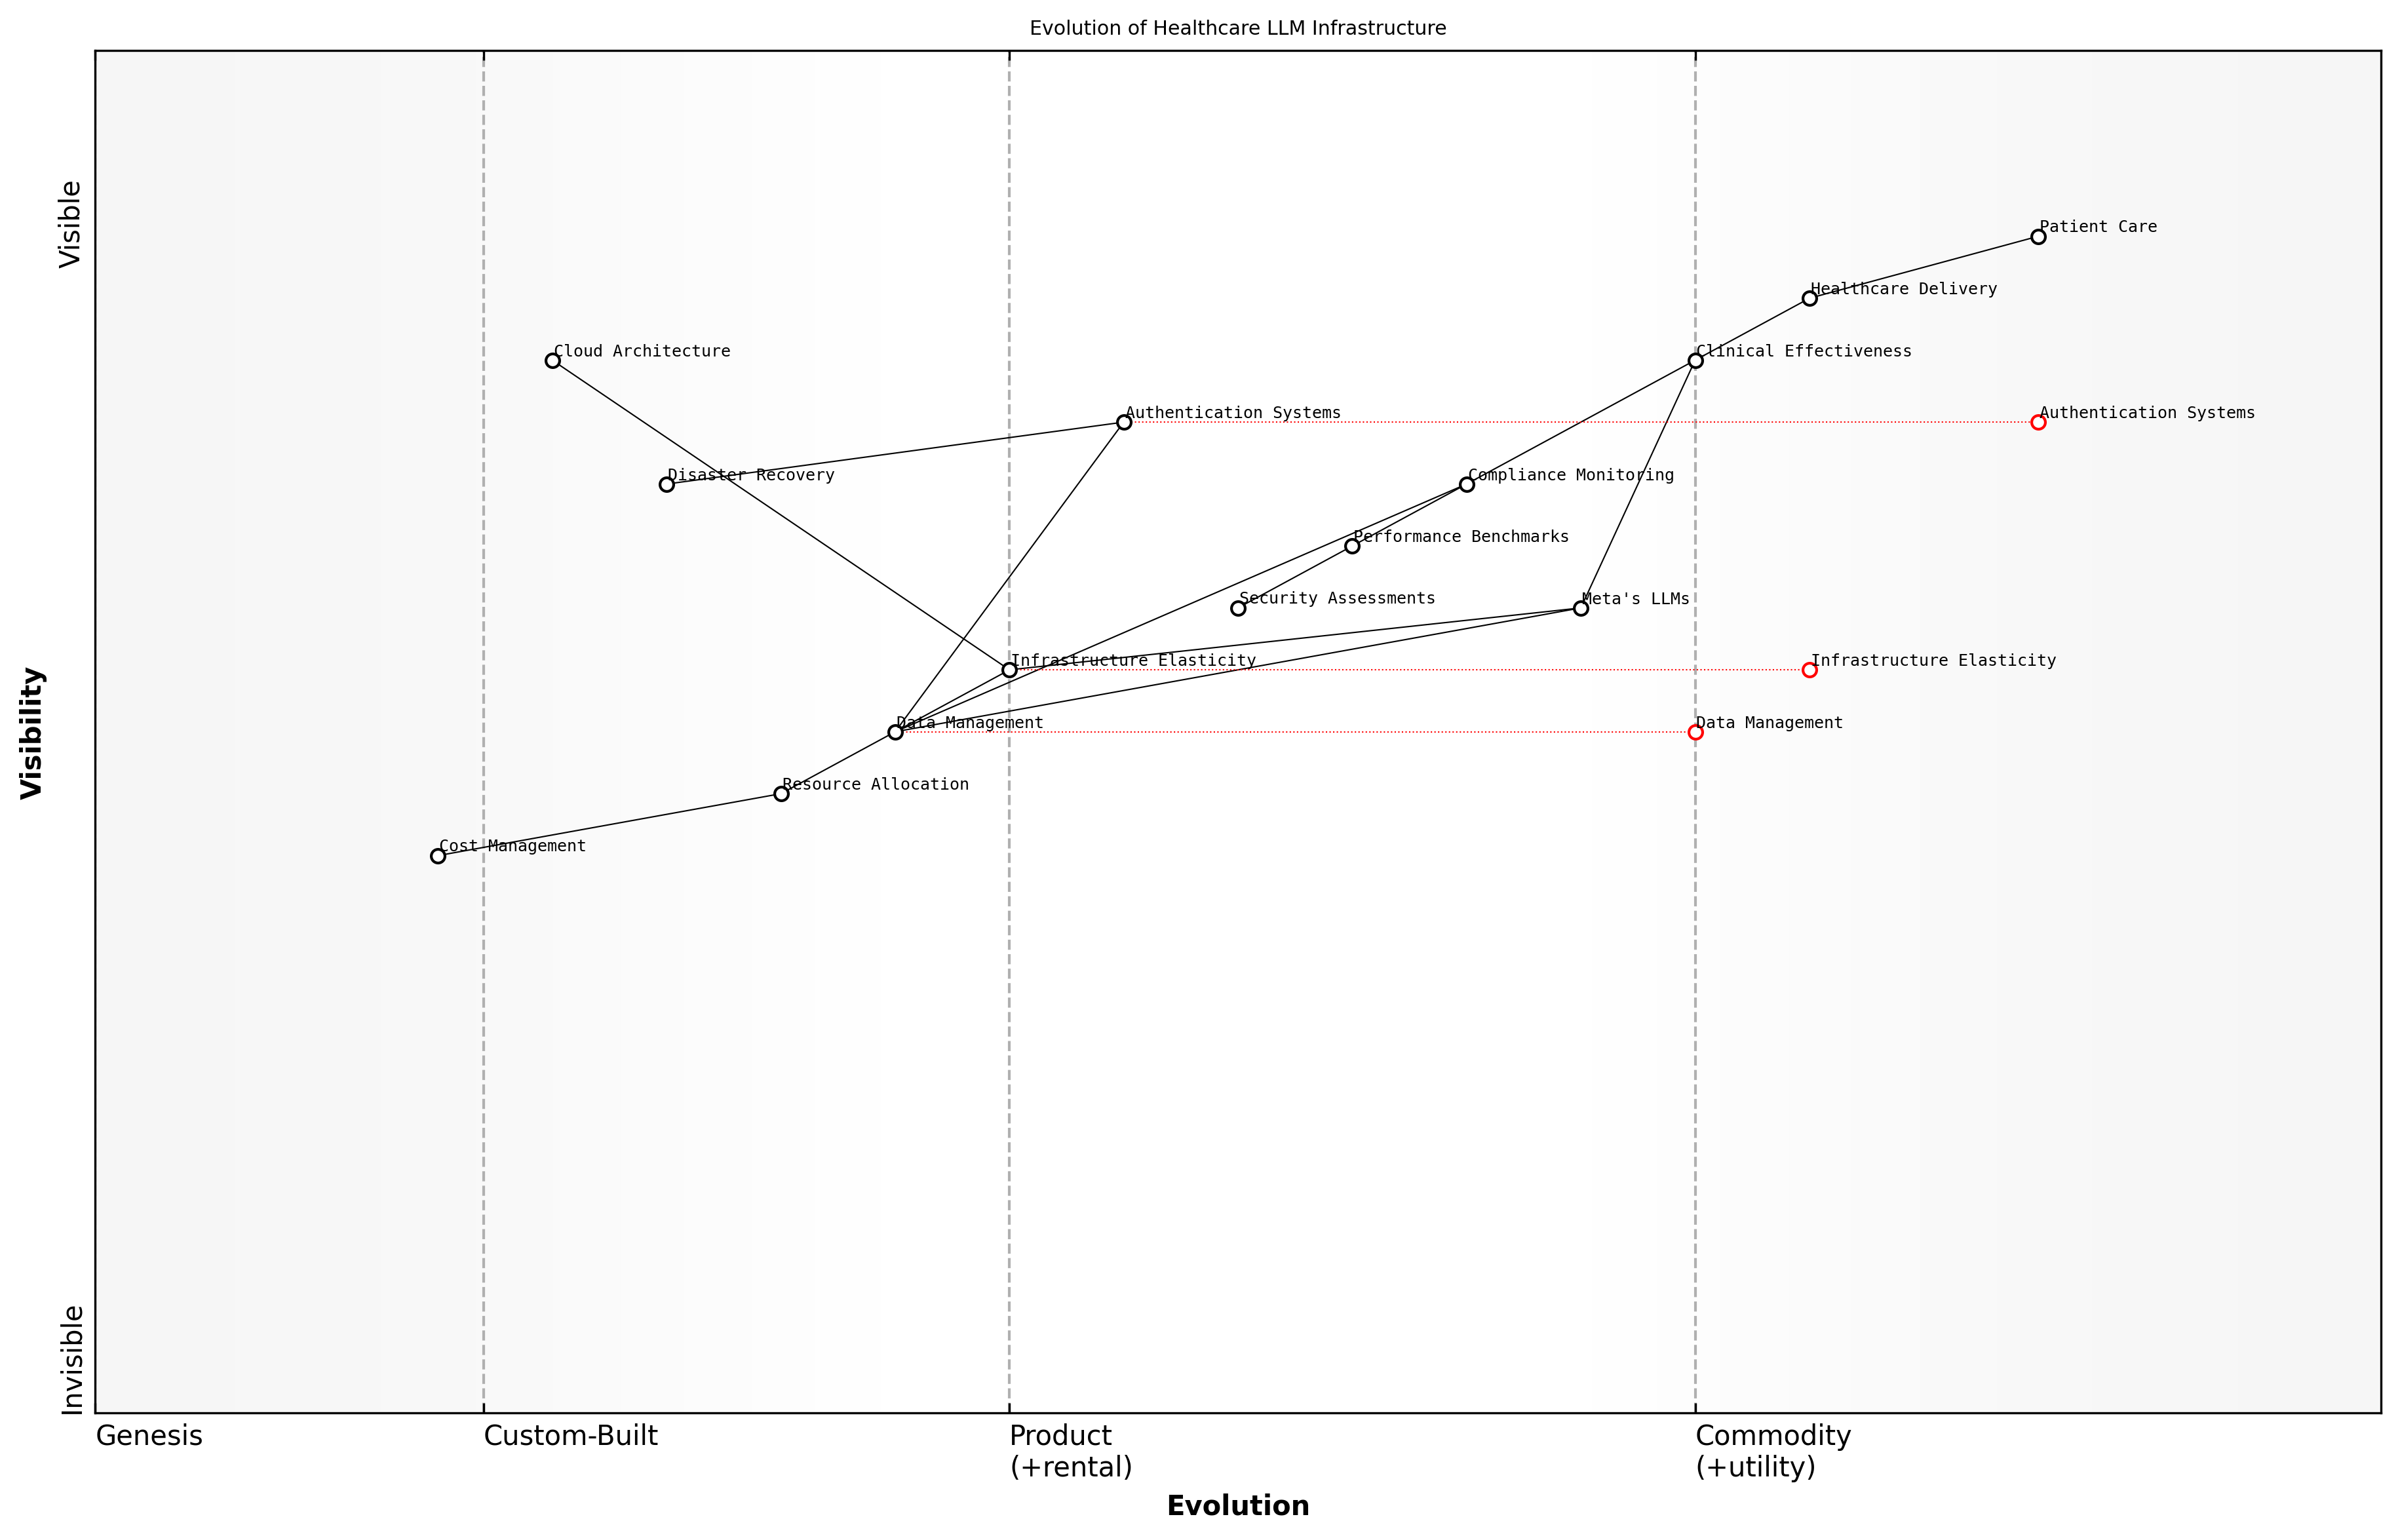 Evolution of Healthcare LLM Infrastructure
Visible
Patient Care
Healthcare Delivery
Cloud Architecture
Clinical Effectiveness
Authentication Systems
Authentication Systems
Disaster Recovery
Compliance Monitoring
Performance Benchmarks
Security Assessments
Meta's LLMs
Infrastructure Elasticity
Infrastructure Elasticity
Data Management
Data Management
Visibility
Resource Allocation
Cost Management
Invisible
Genesis
Custom-Built
Product
(+rental)
Commodity
(+utility)
Evolution